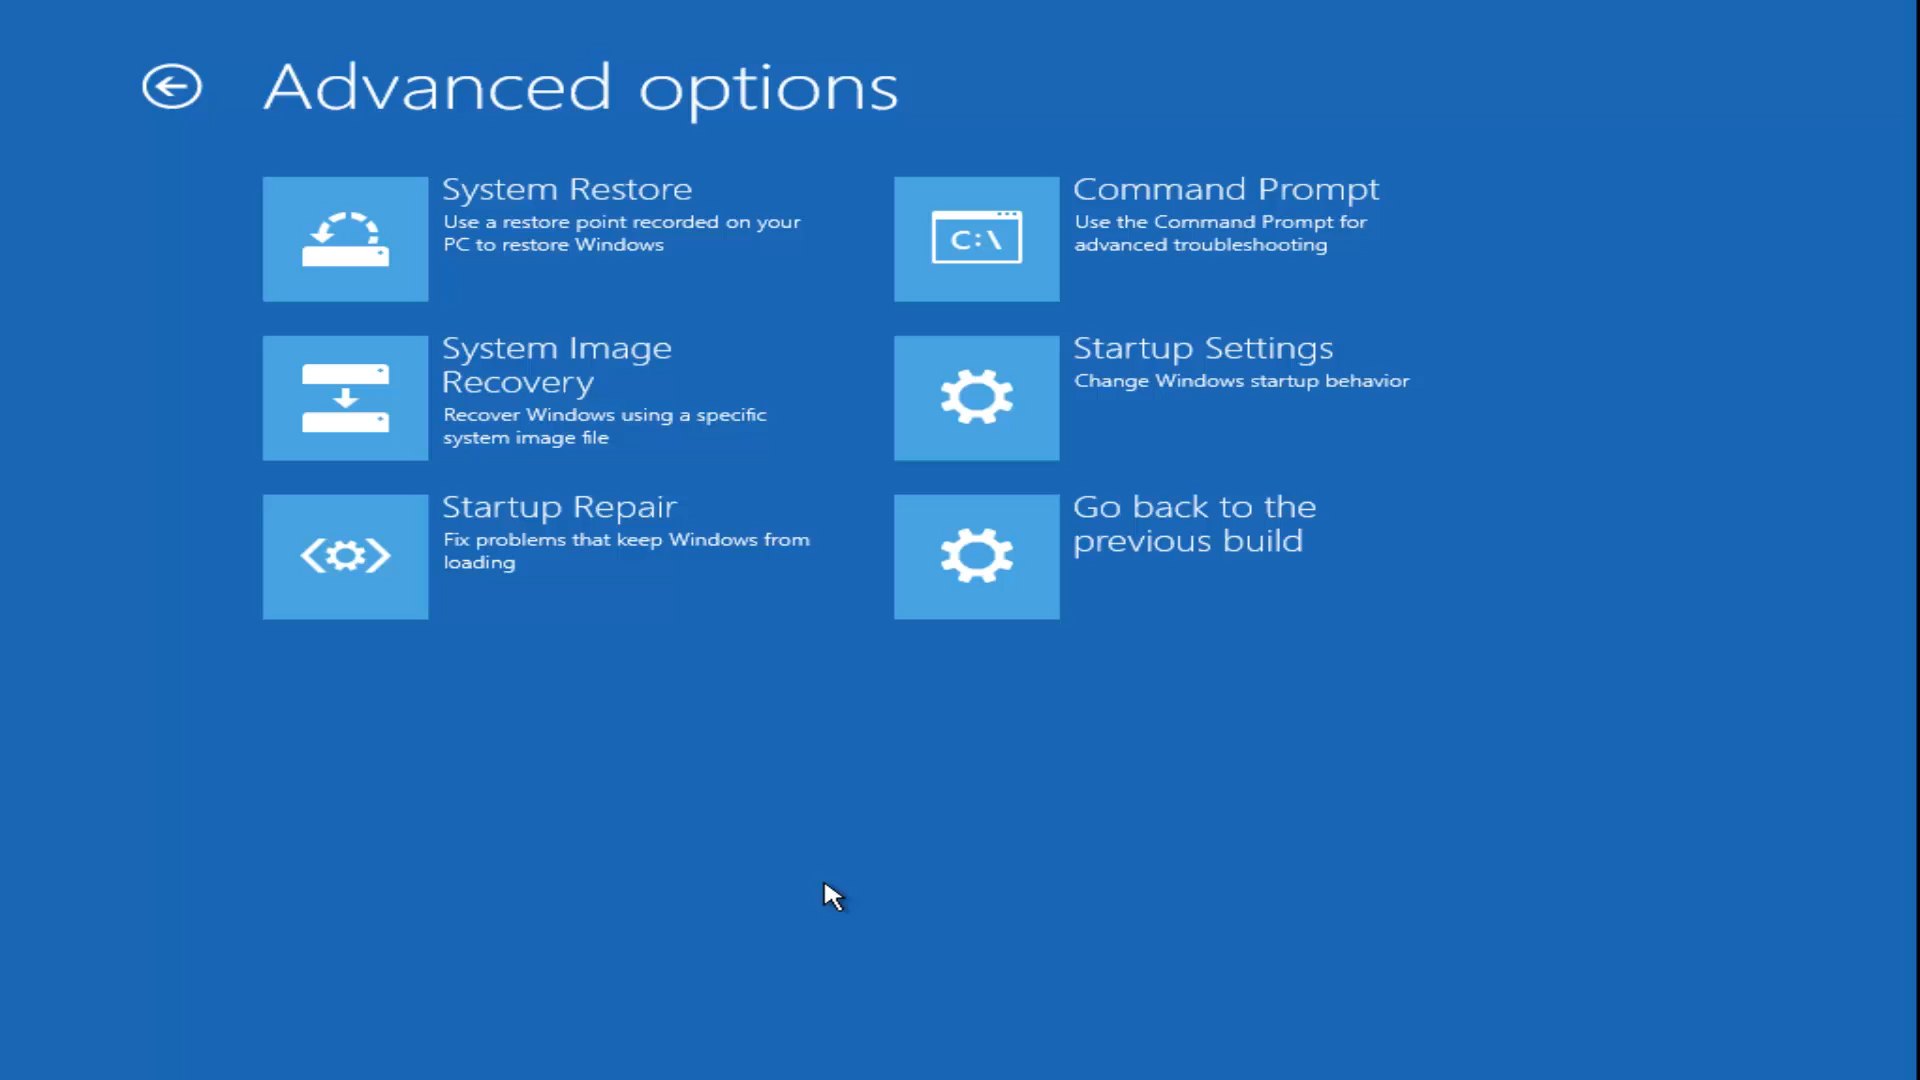 Advanced options
System Restore
Use a restore point recorded on your
PC to restore Windows
System Image
Recovery
Recover Windows using a specific
system image file
Startup Repair
Fix problems that keep Windows from
loading
C:\
Command Prompt
Use the Command Prompt for
advanced troubleshooting
Startup Settings
Change Windows startup behavior
Go back to the
previous build